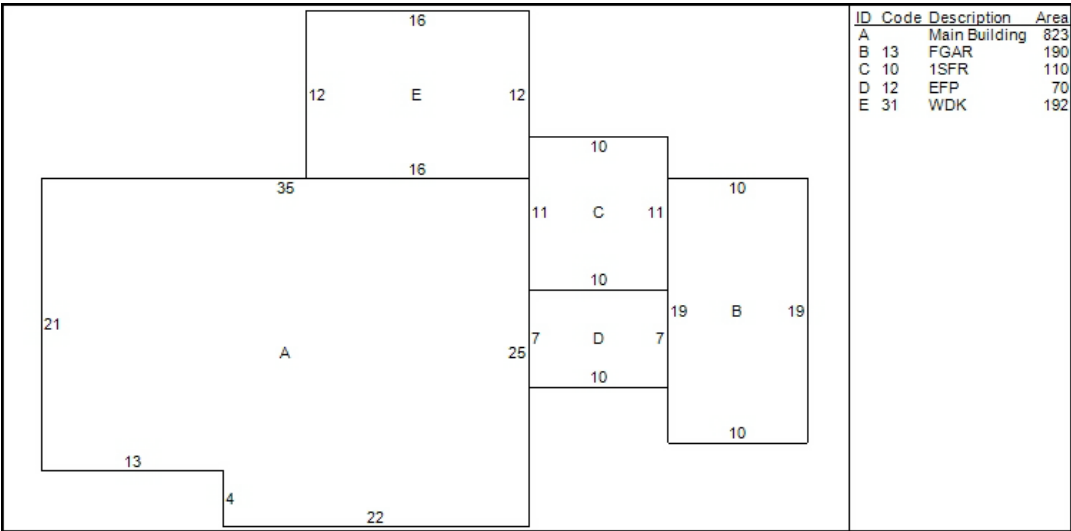 16
12 E 12
16
35
10
11 C 11
10
10
21
A
25
7 D 7
10
19 B 19
10
13
4
22
ID Code Description Area
A Main Building 823
B 13 FGAR 190
C 10 1SFR 110
D 12 EFP 70
E 31 WDK 192